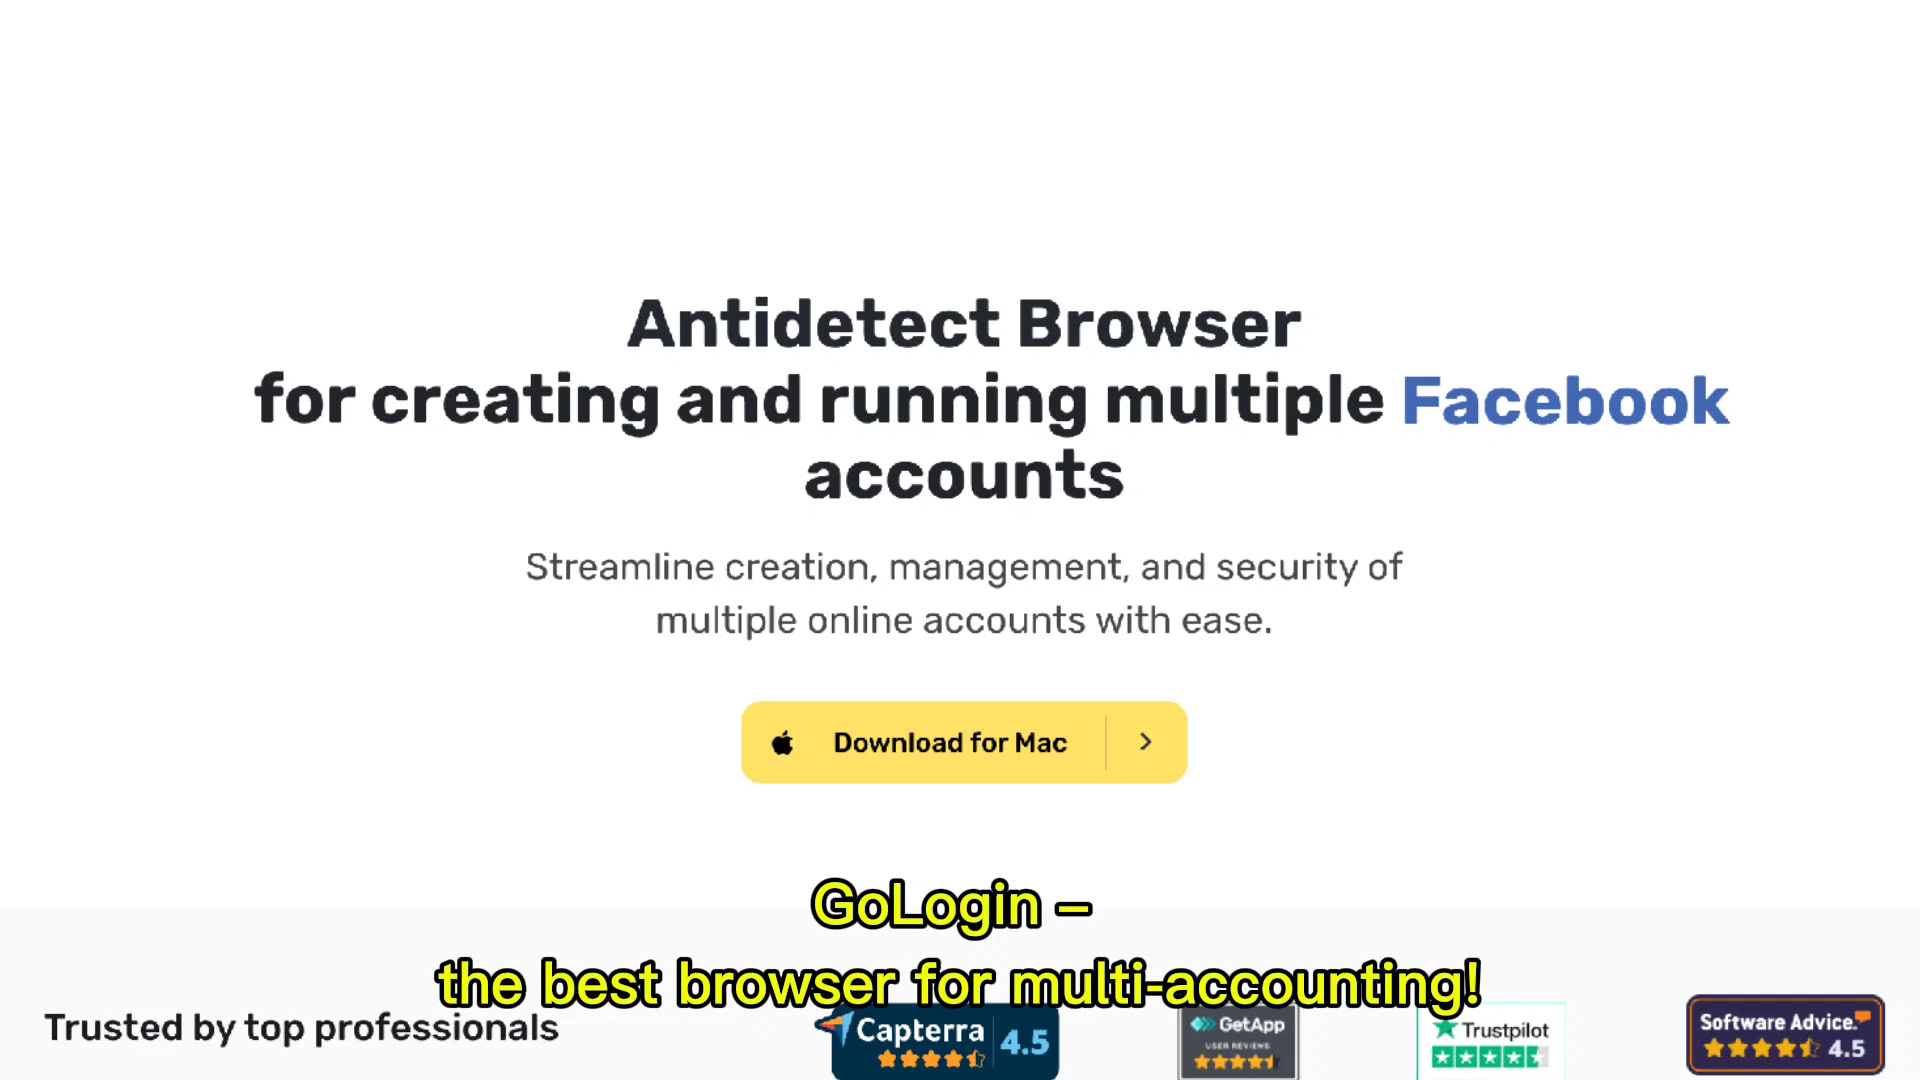 Antidetect Browser
for creating and running multiple Facebook
accounts
Streamline creation, management, and security of
multiple online accounts with ease.
Download for Mac
GoLogin –
the best browser for multi-accounting!
Trusted by top professionals
Capterra 4.5
GetApp
USER REVIEWS
Trustpilot
Software Advice.
4.5